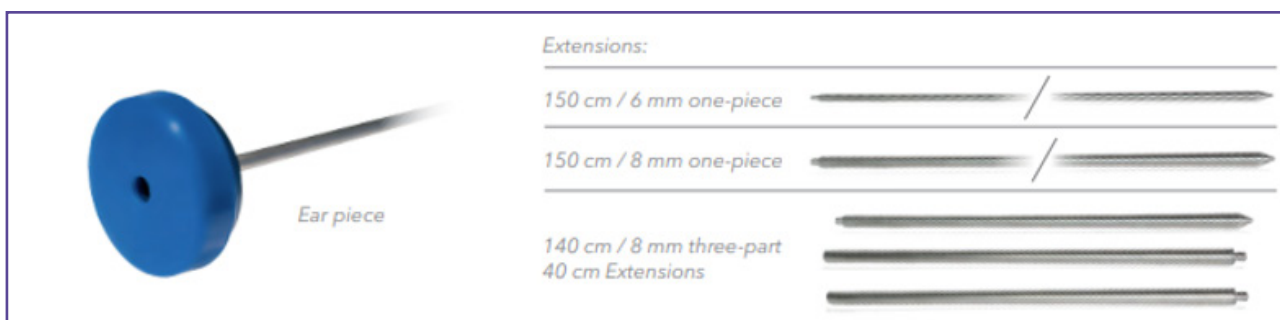 Extensions:
150 cm / 6 mm one-piece
150 cm / 8 mm one-piece
Ear piece
140 cm / 8 mm three-part
40 cm Extensions